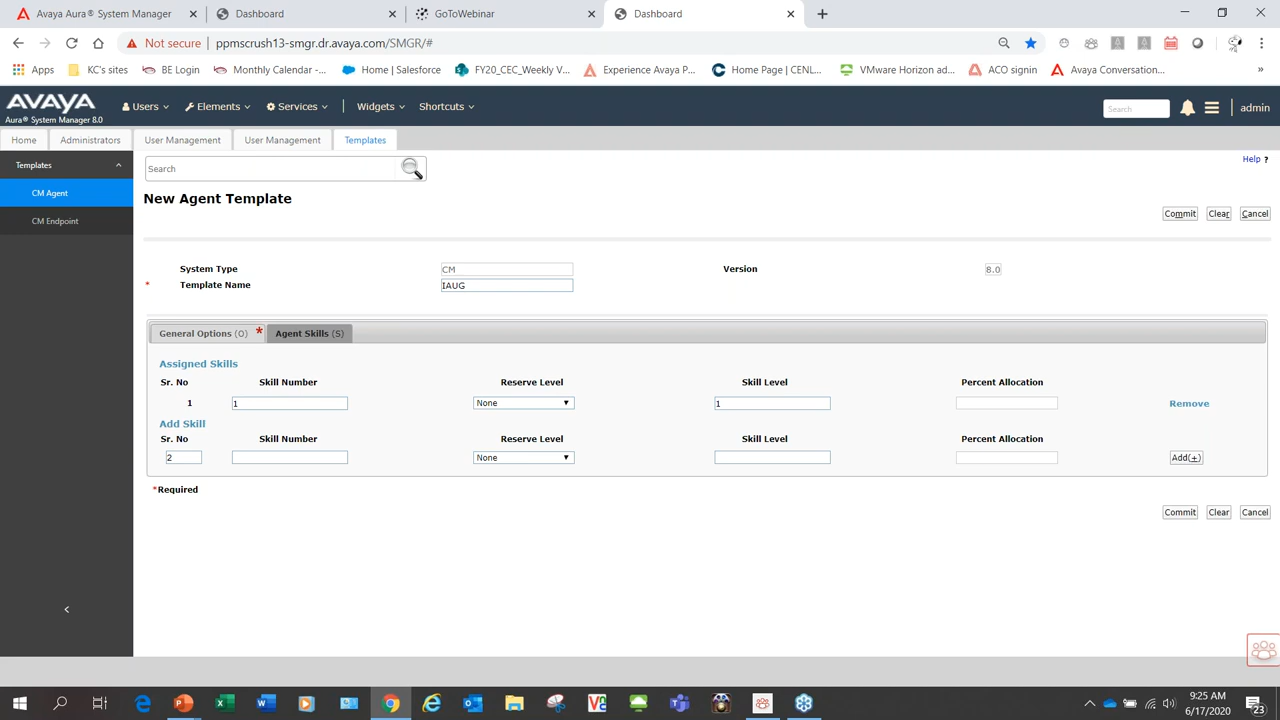 Avaya Aura® System Manager
Dashboard
GoToWebinar
Dashboard
Not secure
ppmscrush13-smgr.dr.avaya.com/SMGR/#
Apps
KC's sites
BE Login
Monthly Calendar -...
Home | Salesforce
FY20_CEC_Weekly V...
Experience Avaya P...
Home Page | CENL...
VMware Horizon ad...
ACO signin
Avaya Conversation...
»
AVAYA
Aura® System Manager 8.0
Users
Elements
Services
Widgets
Shortcuts
Search
admin
Home
Administrators
User Management
User Management
Templates
Templates
CM Agent
CM Endpoint
Search
Help ?
New Agent Template
Commit
Clear
Cancel
System Type
CM
Version
8.0
* Template Name
IAUG
General Options (O) *
Agent Skills (S)
Assigned Skills
Sr. No
Skill Number
Reserve Level
Skill Level
Percent Allocation
1
1
None
1
Remove
Add Skill
Sr. No
Skill Number
Reserve Level
Skill Level
Percent Allocation
2
None
Add(+)
*Required
Commit
Clear
Cancel
9:25 AM
6/17/2020
23